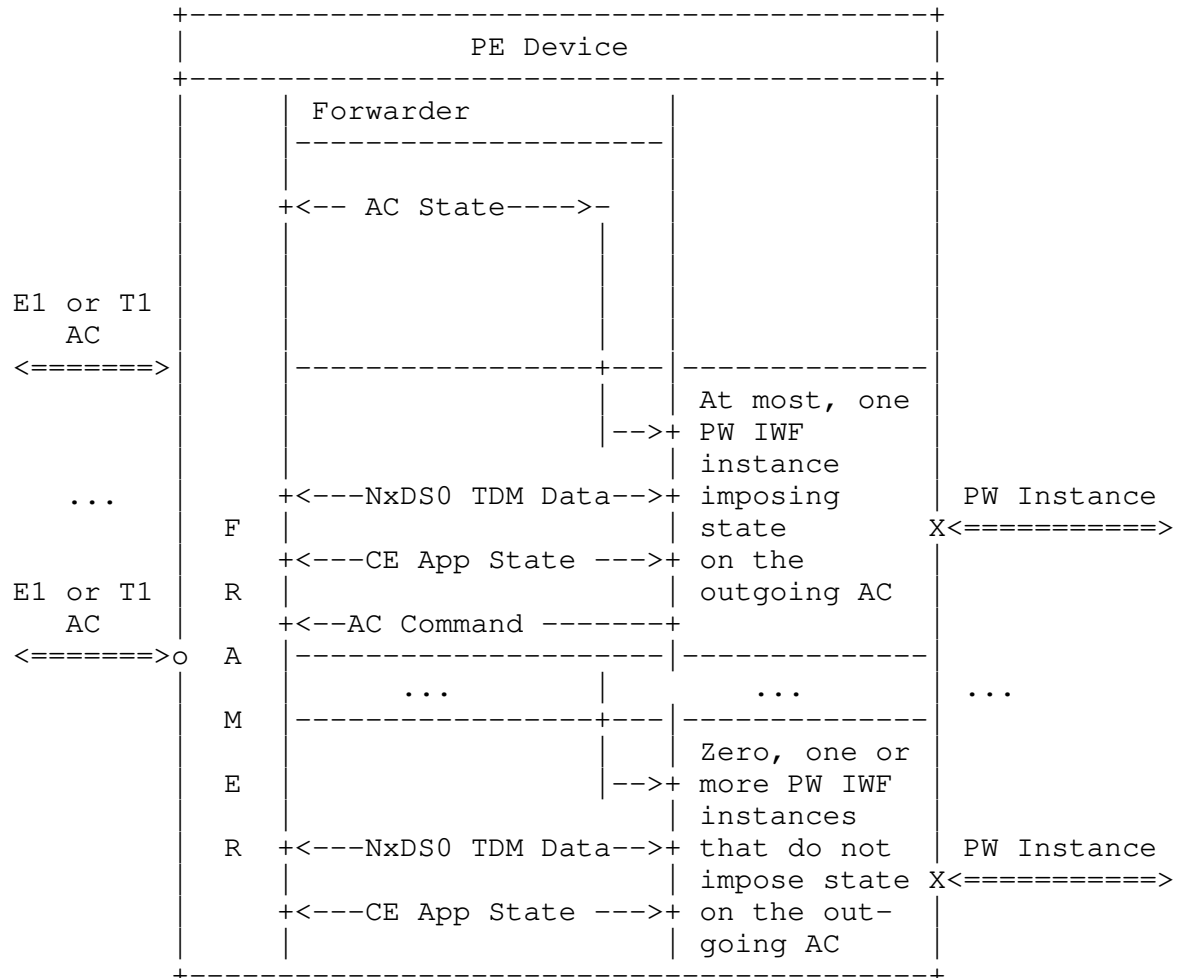 PE Device
Forwarder
<-- AC State---->
E1 or T1
AC
At most, one
PW IWF
instance
... <---NxDS0 TDM Data--> imposing PW Instance
F state X
<---CE App State ---> on the
E1 or T1 R outgoing AC
AC <--AC Command -------
o A
... ... ...
M
Zero, one or
E more PW IWF
instances
R <---NxDS0 TDM Data--> that do not PW Instance
impose state X
<---CE App State ---> on the out-
going AC